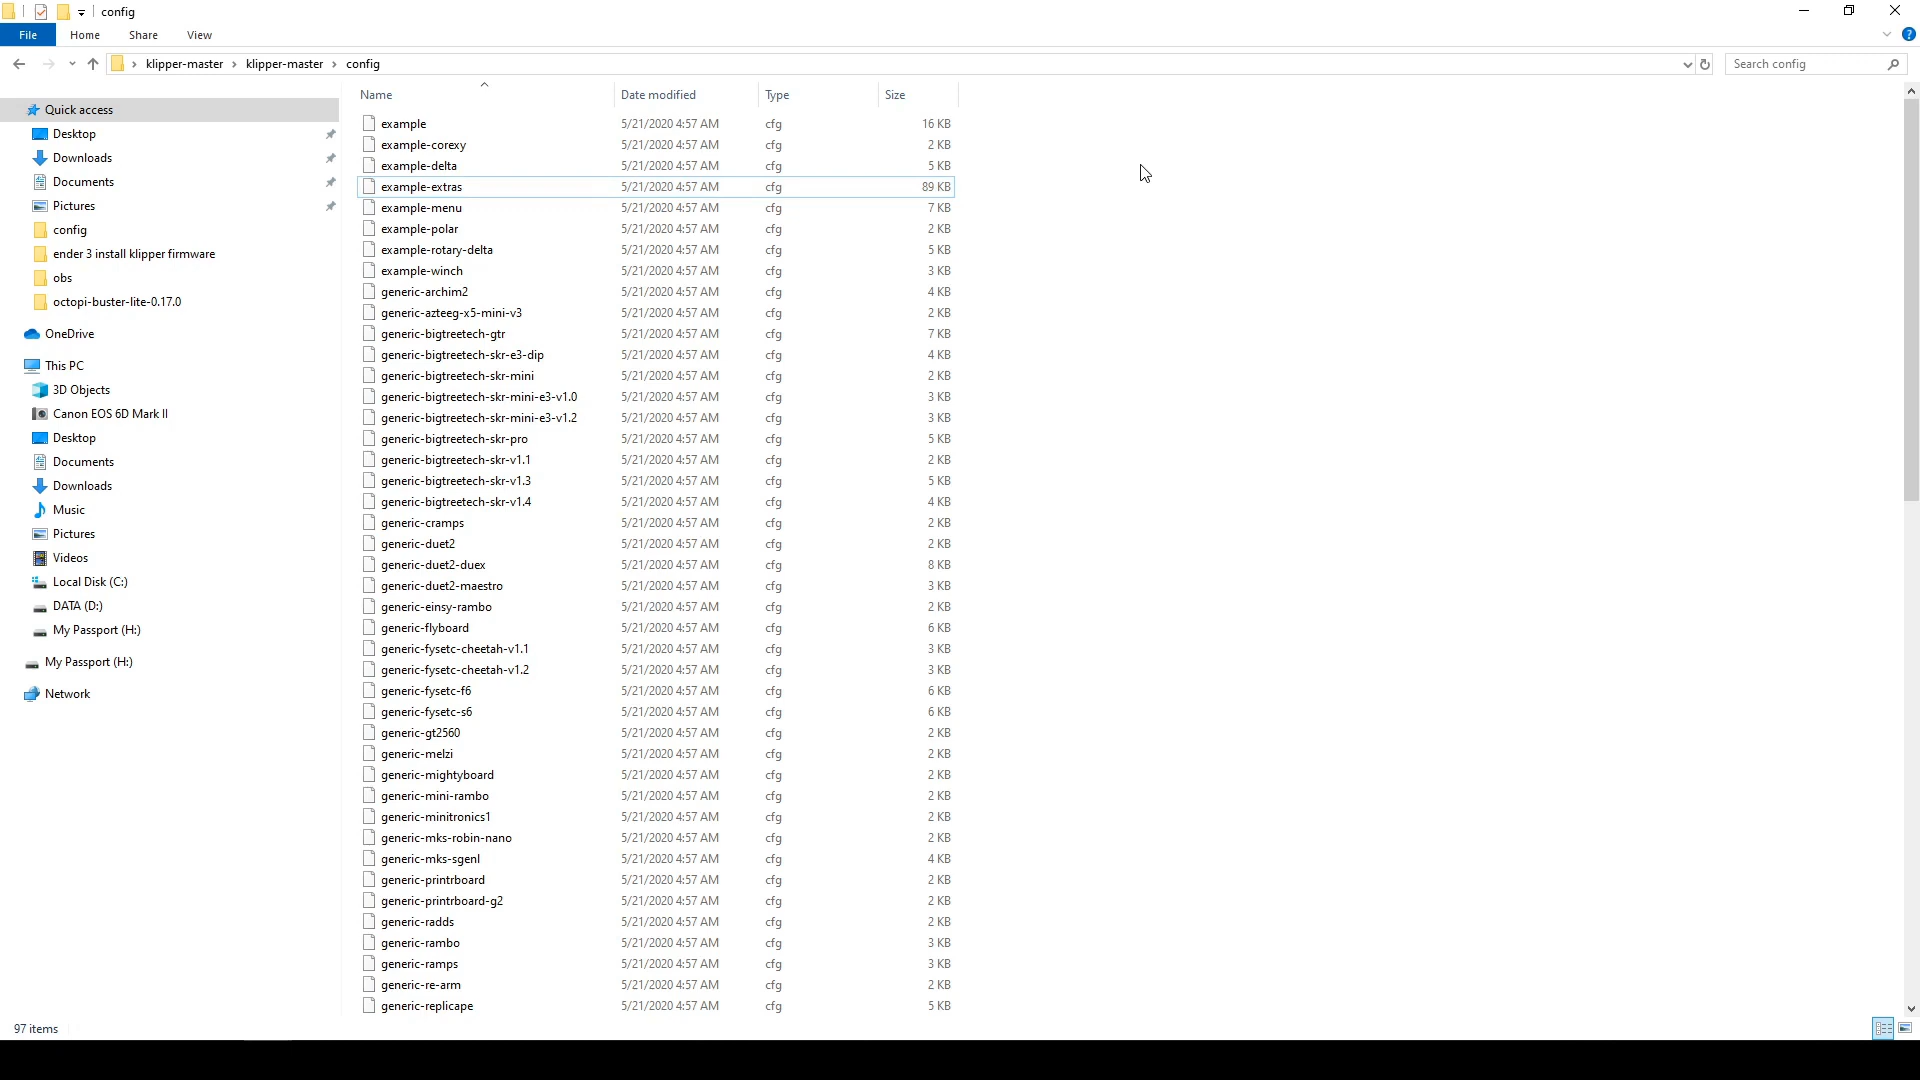 config
File Home Share View
klipper-master > klipper-master > config
Search config
Name Date modified Type Size
Quick access
Desktop
Downloads
Documents
Pictures
config
ender 3 install klipper firmware
obs
octopi-buster-lite-0.17.0
OneDrive
This PC
3D Objects
Canon EOS 6D Mark II
Desktop
Documents
Downloads
Music
Pictures
Videos
Local Disk (C:)
DATA (D:)
My Passport (H:)
My Passport (H:)
Network
example 5/21/2020 4:57 AM cfg 16 KB
example-corexy 5/21/2020 4:57 AM cfg 2 KB
example-delta 5/21/2020 4:57 AM cfg 5 KB
example-extras 5/21/2020 4:57 AM cfg 89 KB
example-menu 5/21/2020 4:57 AM cfg 7 KB
example-polar 5/21/2020 4:57 AM cfg 2 KB
example-rotary-delta 5/21/2020 4:57 AM cfg 5 KB
example-winch 5/21/2020 4:57 AM cfg 3 KB
generic-archim2 5/21/2020 4:57 AM cfg 4 KB
generic-azteeg-x5-mini-v3 5/21/2020 4:57 AM cfg 2 KB
generic-bigtreetech-gtr 5/21/2020 4:57 AM cfg 7 KB
generic-bigtreetech-skr-e3-dip 5/21/2020 4:57 AM cfg 4 KB
generic-bigtreetech-skr-mini 5/21/2020 4:57 AM cfg 2 KB
generic-bigtreetech-skr-mini-e3-v1.0 5/21/2020 4:57 AM cfg 3 KB
generic-bigtreetech-skr-mini-e3-v1.2 5/21/2020 4:57 AM cfg 3 KB
generic-bigtreetech-skr-pro 5/21/2020 4:57 AM cfg 5 KB
generic-bigtreetech-skr-v1.1 5/21/2020 4:57 AM cfg 2 KB
generic-bigtreetech-skr-v1.3 5/21/2020 4:57 AM cfg 5 KB
generic-bigtreetech-skr-v1.4 5/21/2020 4:57 AM cfg 4 KB
generic-cramps 5/21/2020 4:57 AM cfg 2 KB
generic-duet2 5/21/2020 4:57 AM cfg 2 KB
generic-duet2-duex 5/21/2020 4:57 AM cfg 8 KB
generic-duet2-maestro 5/21/2020 4:57 AM cfg 3 KB
generic-einsy-rambo 5/21/2020 4:57 AM cfg 2 KB
generic-flyboard 5/21/2020 4:57 AM cfg 6 KB
generic-fysetc-cheetah-v1.1 5/21/2020 4:57 AM cfg 3 KB
generic-fysetc-cheetah-v1.2 5/21/2020 4:57 AM cfg 3 KB
generic-fysetc-f6 5/21/2020 4:57 AM cfg 6 KB
generic-fysetc-s6 5/21/2020 4:57 AM cfg 6 KB
generic-gt2560 5/21/2020 4:57 AM cfg 2 KB
generic-melzi 5/21/2020 4:57 AM cfg 2 KB
generic-mightyboard 5/21/2020 4:57 AM cfg 2 KB
generic-mini-rambo 5/21/2020 4:57 AM cfg 2 KB
generic-minitronics1 5/21/2020 4:57 AM cfg 2 KB
generic-mks-robin-nano 5/21/2020 4:57 AM cfg 2 KB
generic-mks-sgenl 5/21/2020 4:57 AM cfg 4 KB
generic-printrboard 5/21/2020 4:57 AM cfg 2 KB
generic-printrboard-g2 5/21/2020 4:57 AM cfg 2 KB
generic-radds 5/21/2020 4:57 AM cfg 2 KB
generic-rambo 5/21/2020 4:57 AM cfg 3 KB
generic-ramps 5/21/2020 4:57 AM cfg 3 KB
generic-re-arm 5/21/2020 4:57 AM cfg 2 KB
generic-replicape 5/21/2020 4:57 AM cfg 5 KB
97 items